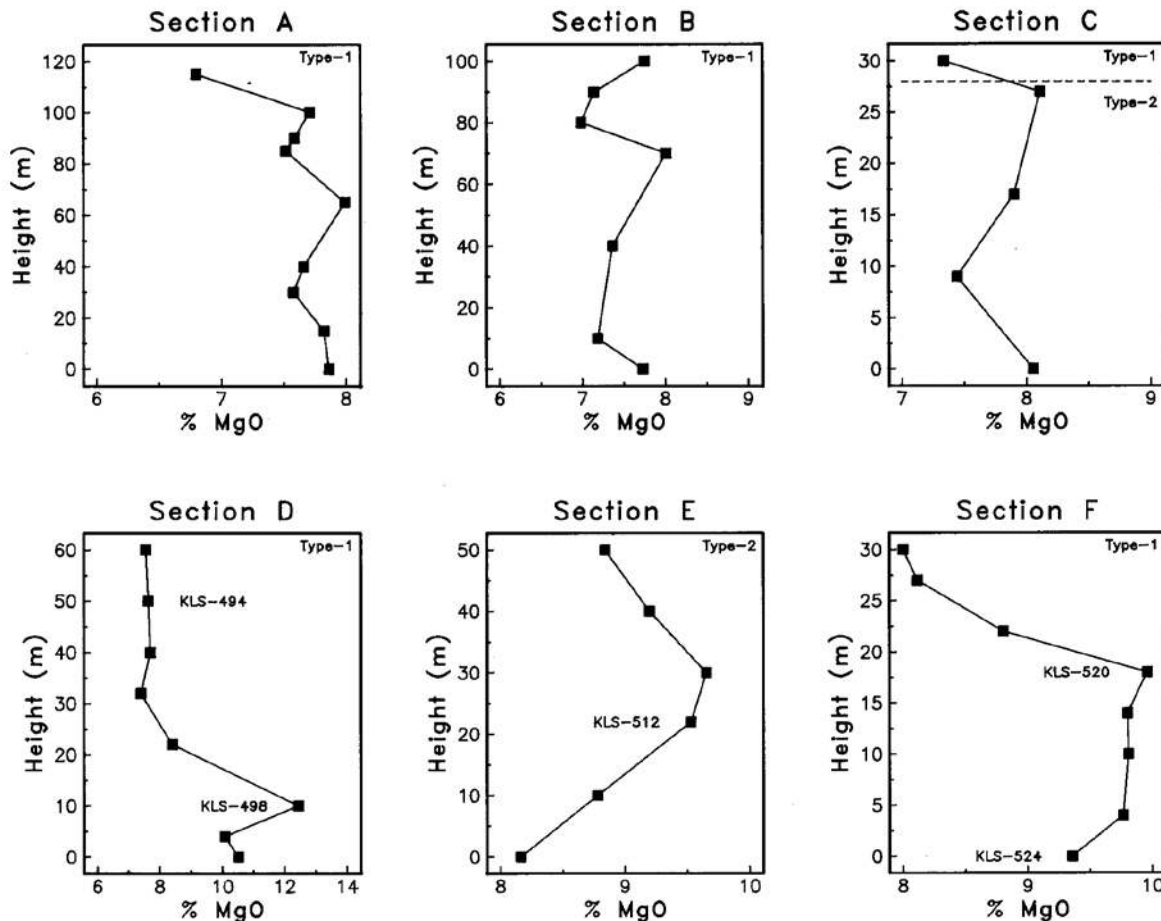 Section A
Type-1
120
100
80
60
40
20
0
Height (m)
6 7 8
% MgO
Section B
Type-1
100
80
60
40
20
0
Height (m)
6 7 8 9
% MgO
Section C
Type-1
Type-2
30
25
20
15
10
5
0
Height (m)
7 8 9
% MgO
Section D
Type-1
60
50
40
30
20
10
0
KLS-494
KLS-498
Height (m)
6 8 10 12 14
% MgO
Section E
Type-2
50
40
30
20
10
0
KLS-512
Height (m)
8 9 10
% MgO
Section F
Type-1
30
25
20
15
10
5
0
KLS-520
KLS-524
Height (m)
8 9 10
% MgO